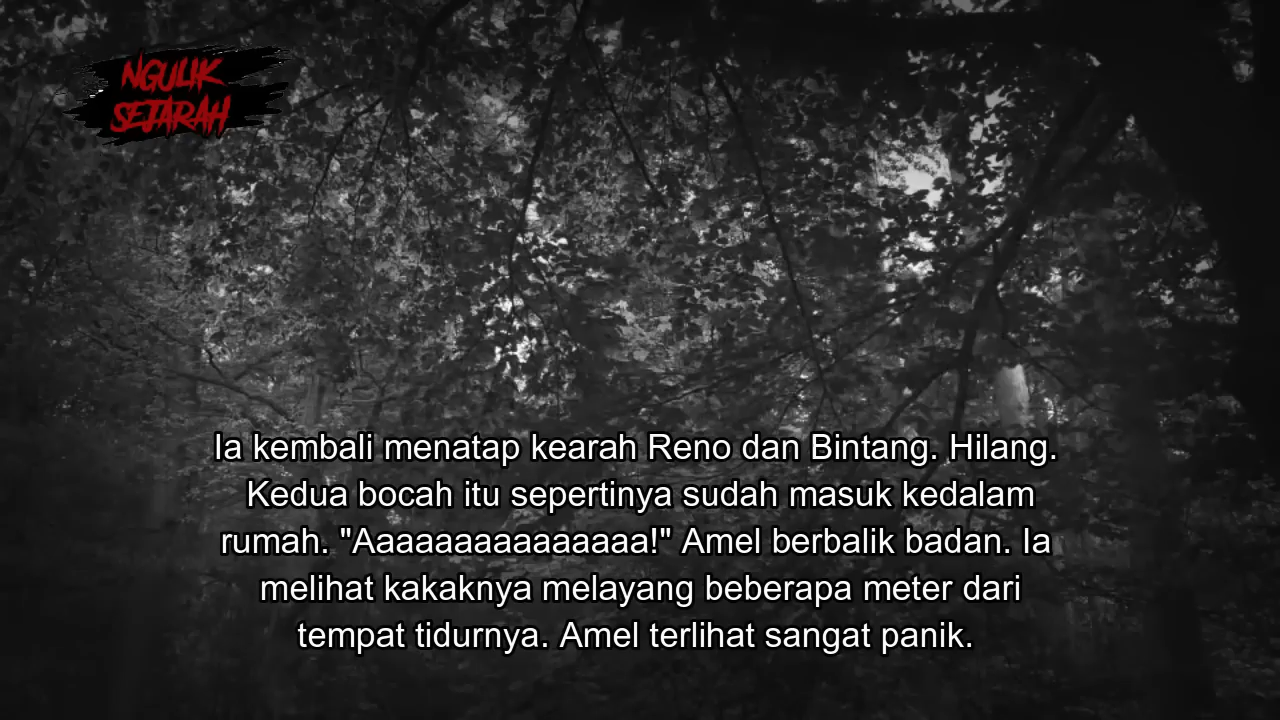 NGULIK
SEJARAH
Ia kembali menatap kearah Reno dan Bintang. Hilang.
Kedua bocah itu sepertinya sudah masuk kedalam
rumah. "Aaaaaaaaaaaaaaa!" Amel berbalik badan. Ia
melihat kakaknya melayang beberapa meter dari
tempat tidurnya. Amel terlihat sangat panik.